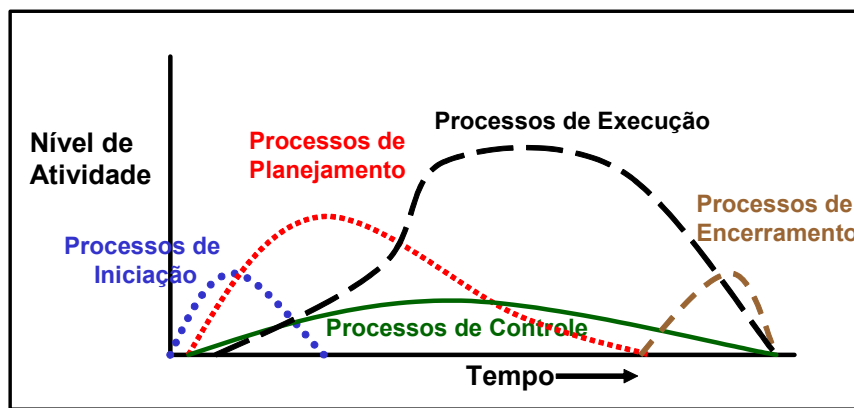 Processos de Execução
Nível de
Atividade
Processos de
Planejamento
Processos de
Encerramento
Processos de
Iniciação
Processos de Controle
Tempo